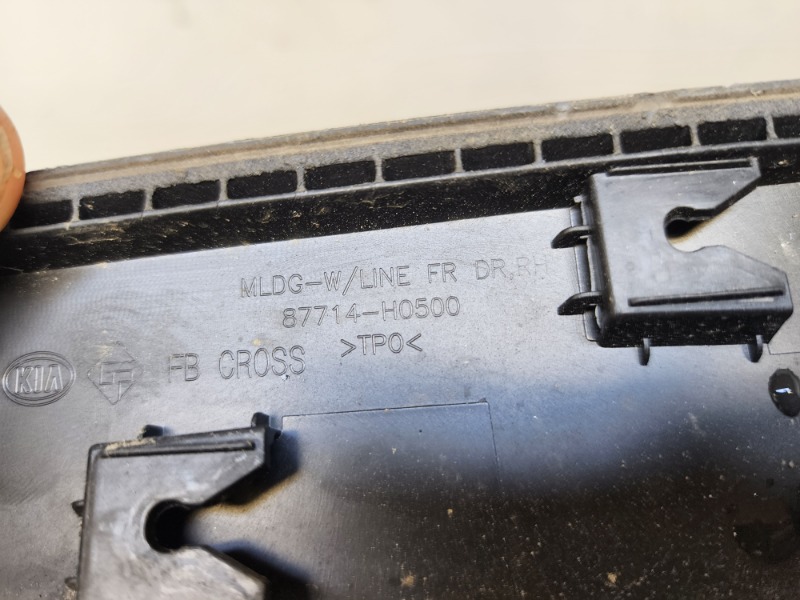 MLDG-W/LINE FR DR,RH
87714-H0500
KIA FB CROSS >TPO<